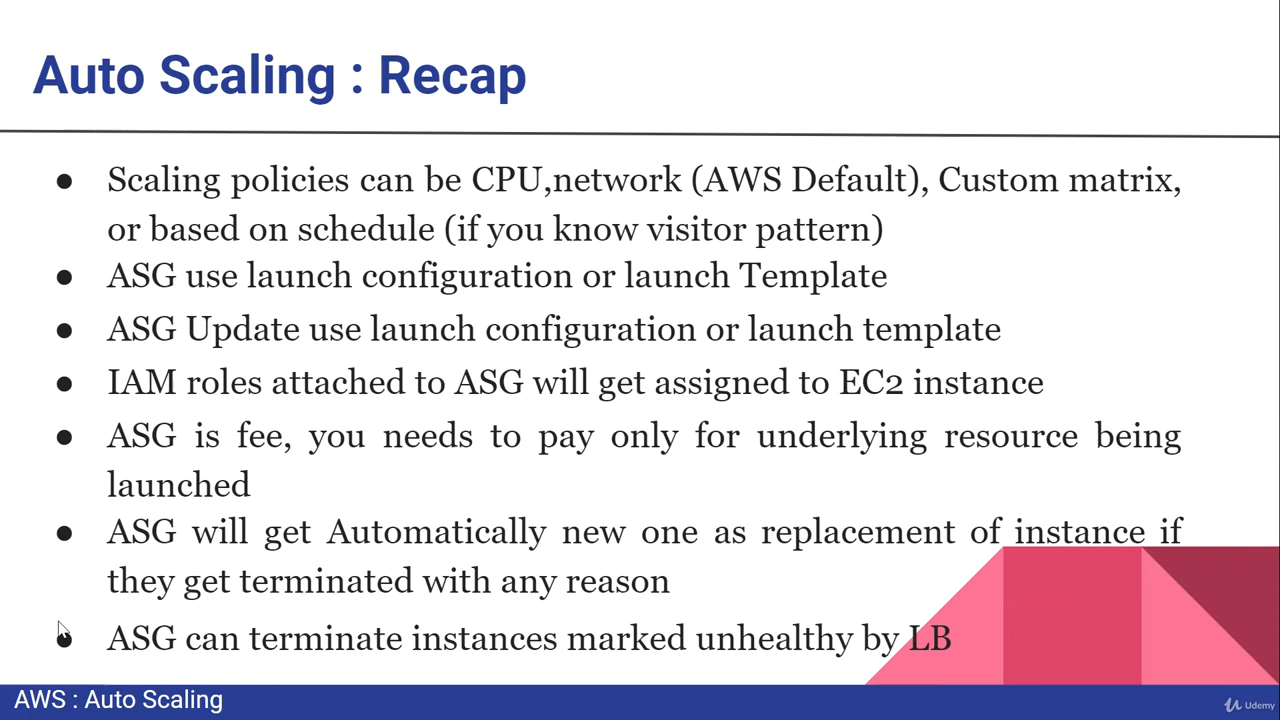 Auto Scaling : Recap
● Scaling policies can be CPU,network (AWS Default), Custom matrix,
or based on schedule (if you know visitor pattern)
● ASG use launch configuration or launch Template
● ASG Update use launch configuration or launch template
● IAM roles attached to ASG will get assigned to EC2 instance
● ASG is fee, you needs to pay only for underlying resource being
launched
● ASG will get Automatically new one as replacement of instance if
they get terminated with any reason
● ASG can terminate instances marked unhealthy by LB
AWS : Auto Scaling
Udemy